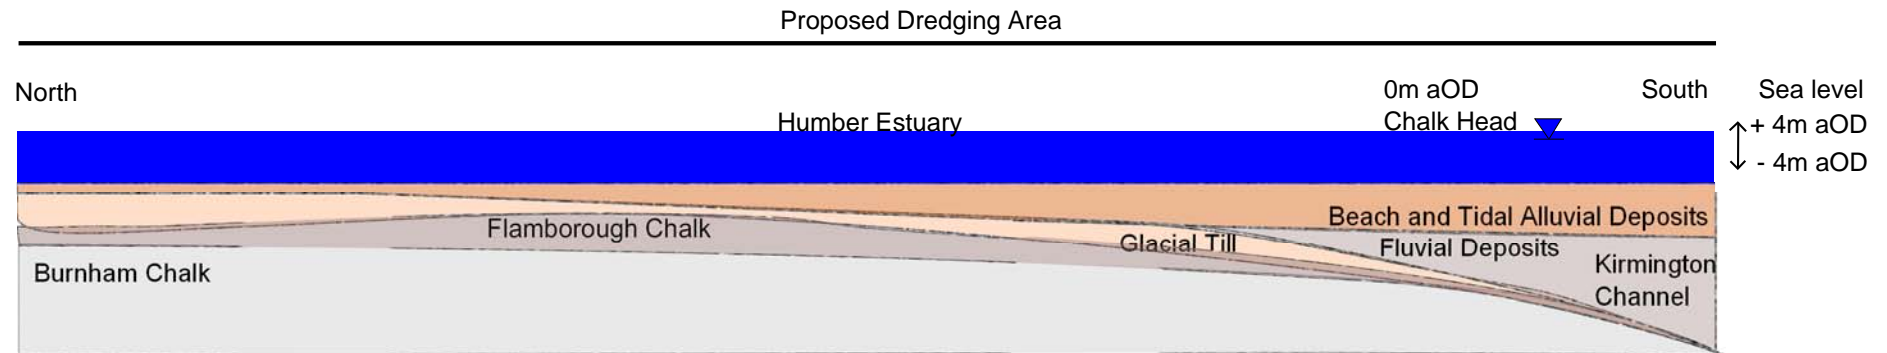 Proposed Dredging Area
North
0m aOD
South
Sea level
Humber Estuary
Chalk Head
+ 4m aOD
- 4m aOD
Beach and Tidal Alluvial Deposits
Flamborough Chalk
Glacial Till
Fluvial Deposits
Burnham Chalk
Kirmington
Channel